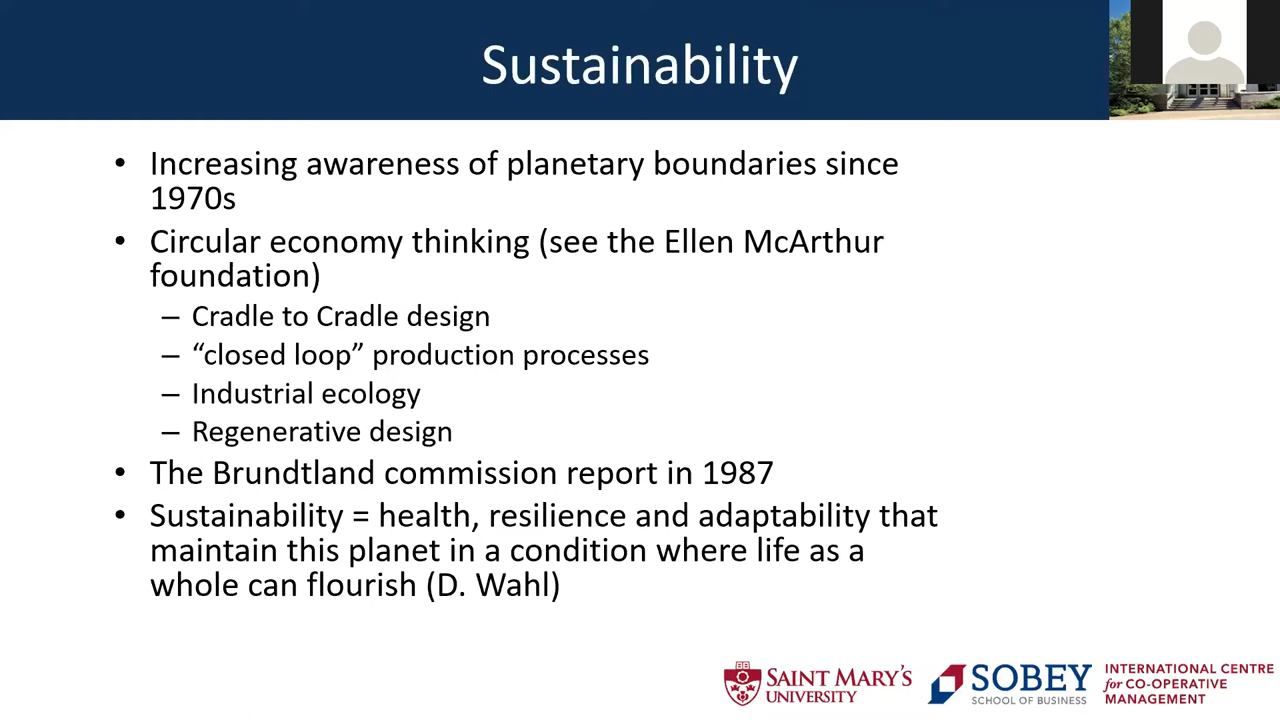 Sustainability
• Increasing awareness of planetary boundaries since
1970s
• Circular economy thinking (see the Ellen McArthur
foundation)
– Cradle to Cradle design
– “closed loop” production processes
– Industrial ecology
– Regenerative design
• The Brundtland commission report in 1987
• Sustainability = health, resilience and adaptability that
maintain this planet in a condition where life as a
whole can flourish (D. Wahl)
SAINT MARY'S
UNIVERSITY
SOBEY
SCHOOL OF BUSINESS
INTERNATIONAL CENTRE
for CO-OPERATIVE
MANAGEMENT